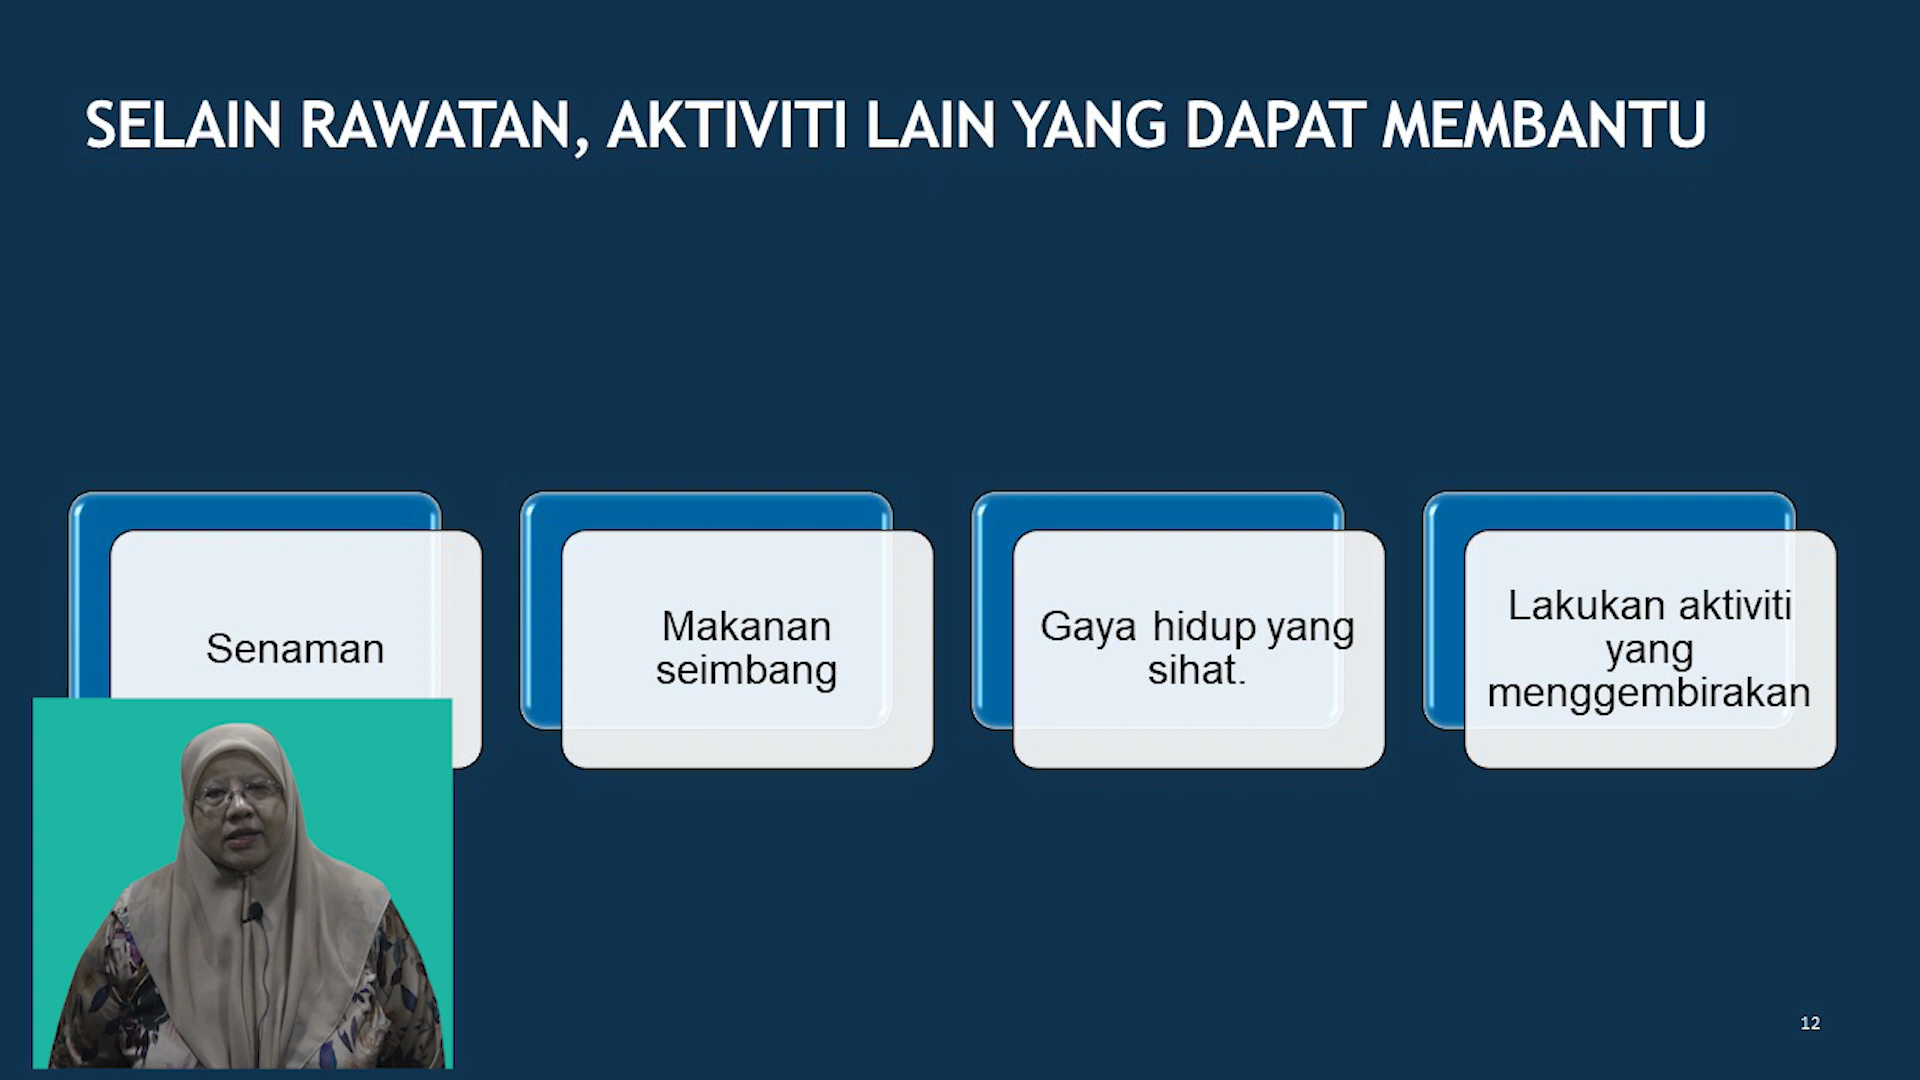 SELAIN RAWATAN, AKTIVITI LAIN YANG DAPAT MEMBANTU
Senaman
Makanan
seimbang
Gaya hidup yang
sihat.
Lakukan aktiviti
yang
menggembirakan
12